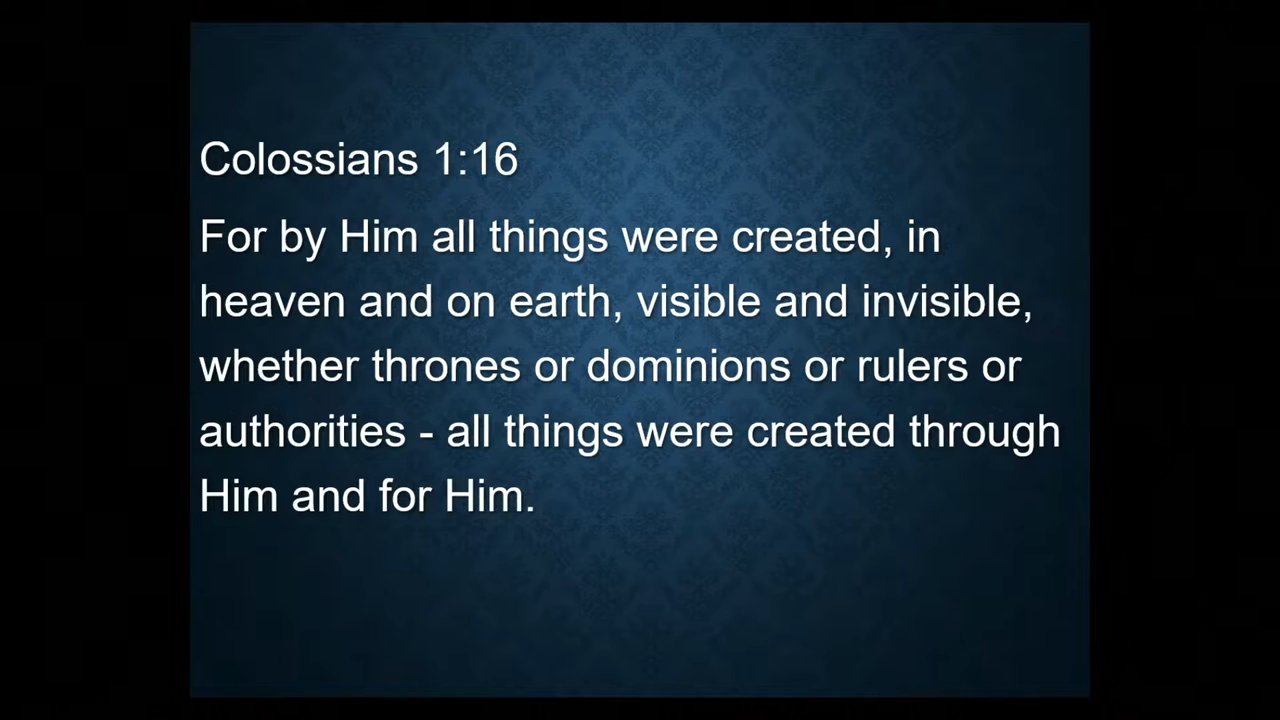 Colossians 1:16
For by Him all things were created, in
heaven and on earth, visible and invisible,
whether thrones or dominions or rulers or
authorities - all things were created through
Him and for Him.